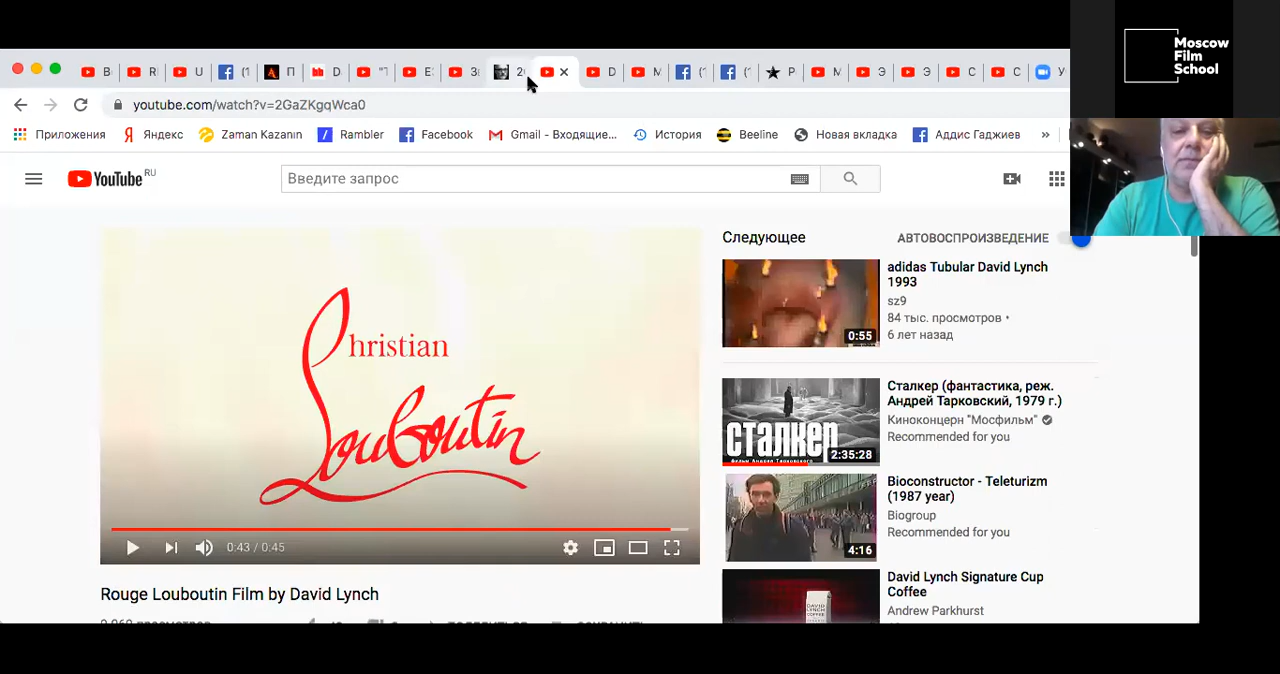 Moscow
Film
School
youtube.com/watch?v=2GaZKgqWca0
Приложения
Яндекс
Zaman Kazanın
Rambler
Facebook
Gmail - Входящие...
История
Beeline
Новая вкладка
Аддис Гаджиев
»
YouTube RU
Введите запрос
Christian
Louboutin
0:43 / 0:45
Rouge Louboutin Film by David Lynch
Следующее
АВТОВОСПРОИЗВЕДЕНИЕ
adidas Tubular David Lynch
1993
sz9
84 тыс. просмотров •
6 лет назад
0:55
Сталкер (фантастика, реж.
Андрей Тарковский, 1979 г.)
Киноконцерн "Мосфильм"
Recommended for you
сталкер
2:35:28
Bioconstructor - Teleturizm
(1987 year)
Biogroup
Recommended for you
4:16
David Lynch Signature Cup
Coffee
Andrew Parkhurst